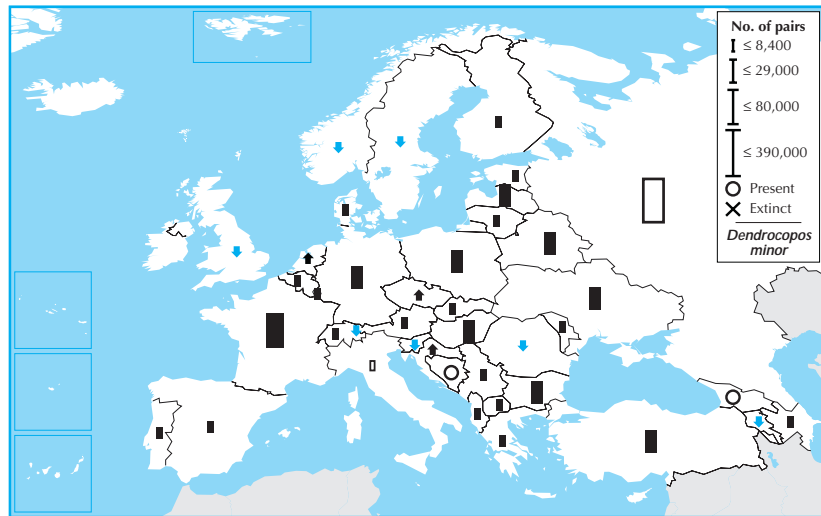 No. of pairs
≤ 8,400
≤ 29,000
≤ 80,000
≤ 390,000
Present
Extinct
Dendrocopos
minor